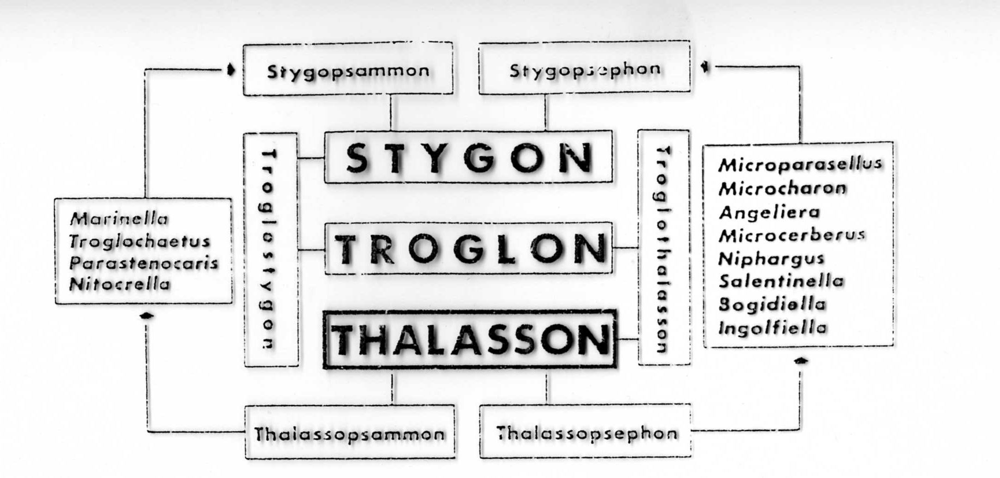 Stygopsammon
Stygopsephon
Troglostygon
STYGON
Troglothalasson
TROGLON
THALASSON
Marinella
Troglochaetus
Parastenocaris
Nitocrella
Microparasellus
Microcharon
Angeliera
Microcerberus
Niphargus
Salentinella
Bogidiella
Ingolfiella
Thalassopsammon
Thalassopsephon